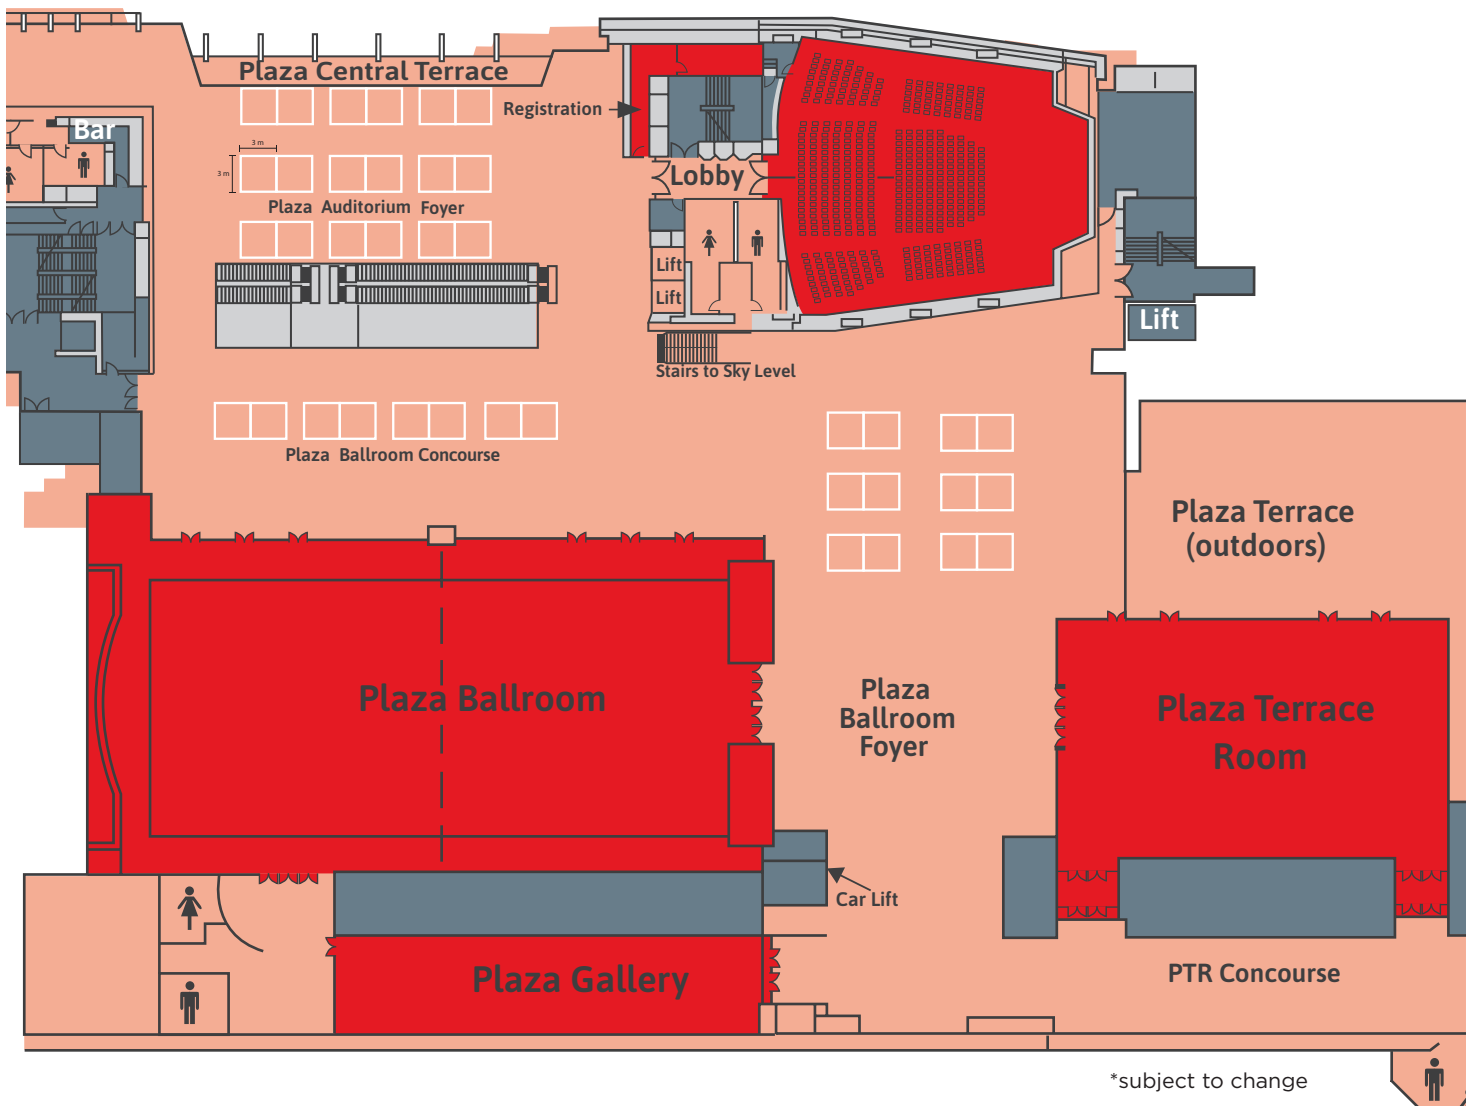 Plaza Central Terrace
Registration
Bar
3 m
3 m
Lobby
Plaza Auditorium Foyer
Lift
Lift
Lift
Stairs to Sky Level
Plaza Ballroom Concourse
Plaza Terrace
(outdoors)
Plaza Ballroom
Plaza
Ballroom
Foyer
Plaza Terrace
Room
Car Lift
Plaza Gallery
PTR Concourse
*subject to change